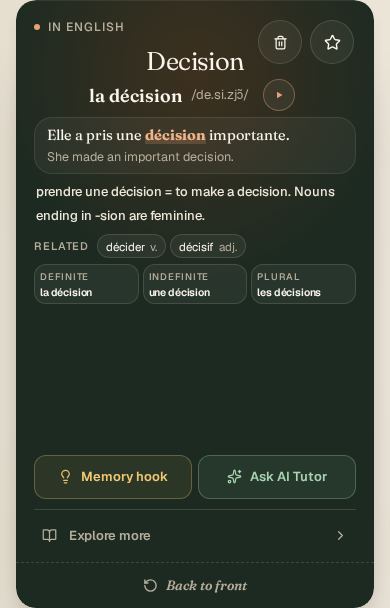 IN ENGLISH
Decision
la décision /de.si.zjɔ̃/
Elle a pris une décision importante.
She made an important decision.
prendre une décision = to make a decision. Nouns
ending in -sion are feminine.
RELATED décider v. décisif adj.
DEFINITE INDEFINITE PLURAL
la décision une décision les décisions
Memory hook Ask AI Tutor
Explore more
Back to front